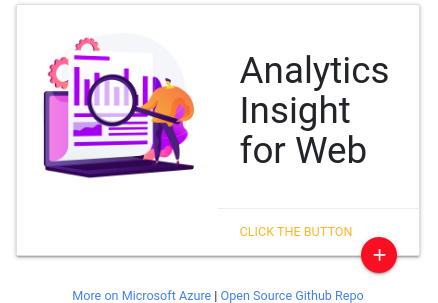 Analytics
Insight
for Web
CLICK THE BUTTON
+
More on Microsoft Azure | Open Source Github Repo